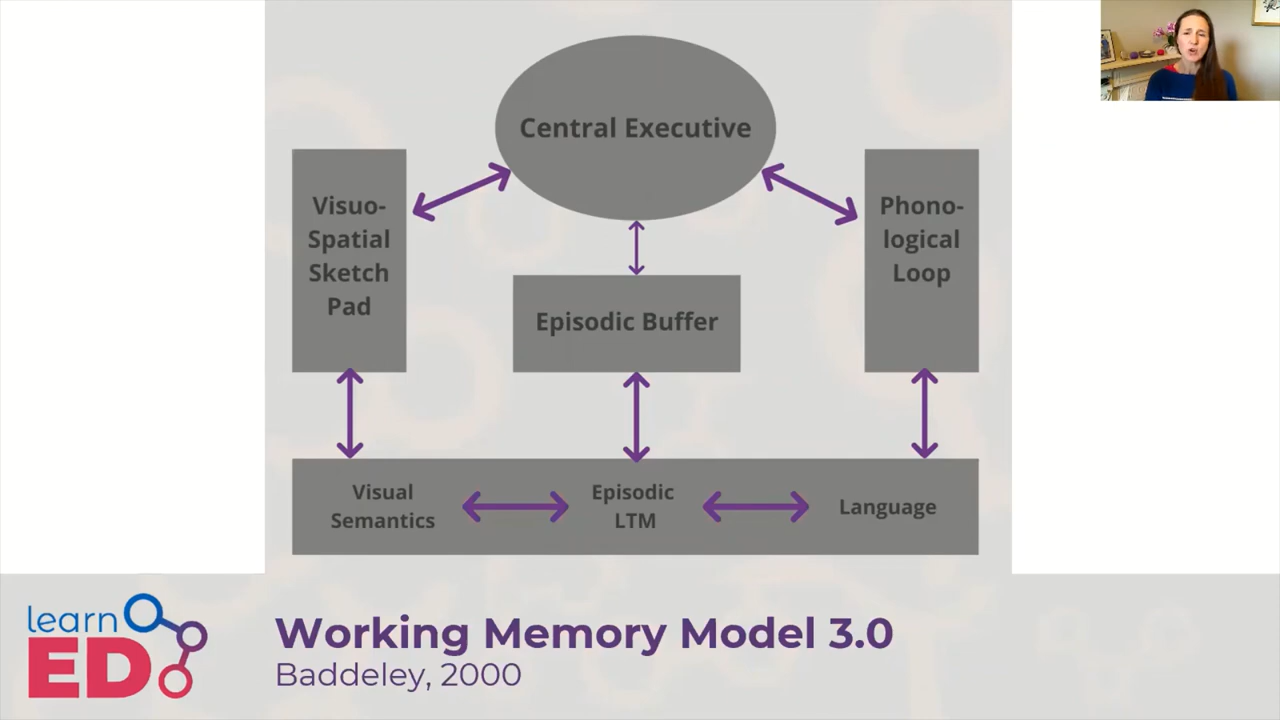 Central Executive
Visuo-
Spatial
Sketch
Pad
Phono-
logical
Loop
Episodic Buffer
Visual
Semantics
Episodic
LTM
Language
learn
ED
Working Memory Model 3.0
Baddeley, 2000